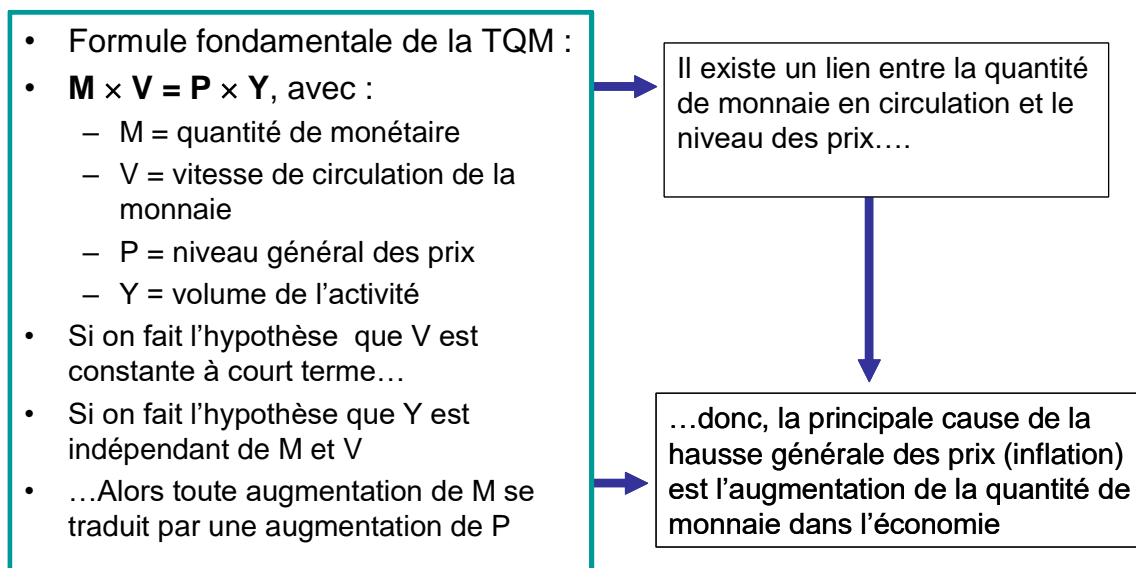 • Formule fondamentale de la TQM :
• M × V = P × Y, avec :
– M = quantité de monétaire
– V = vitesse de circulation de la
monnaie
– P = niveau général des prix
– Y = volume de l’activité
• Si on fait l’hypothèse que V est
constante à court terme…
• Si on fait l’hypothèse que Y est
indépendant de M et V
• …Alors toute augmentation de M se
traduit par une augmentation de P
Il existe un lien entre la quantité
de monnaie en circulation et le
niveau des prix….
…donc, la principale cause de la
hausse générale des prix (inflation)
est l’augmentation de la quantité de
monnaie dans l’économie